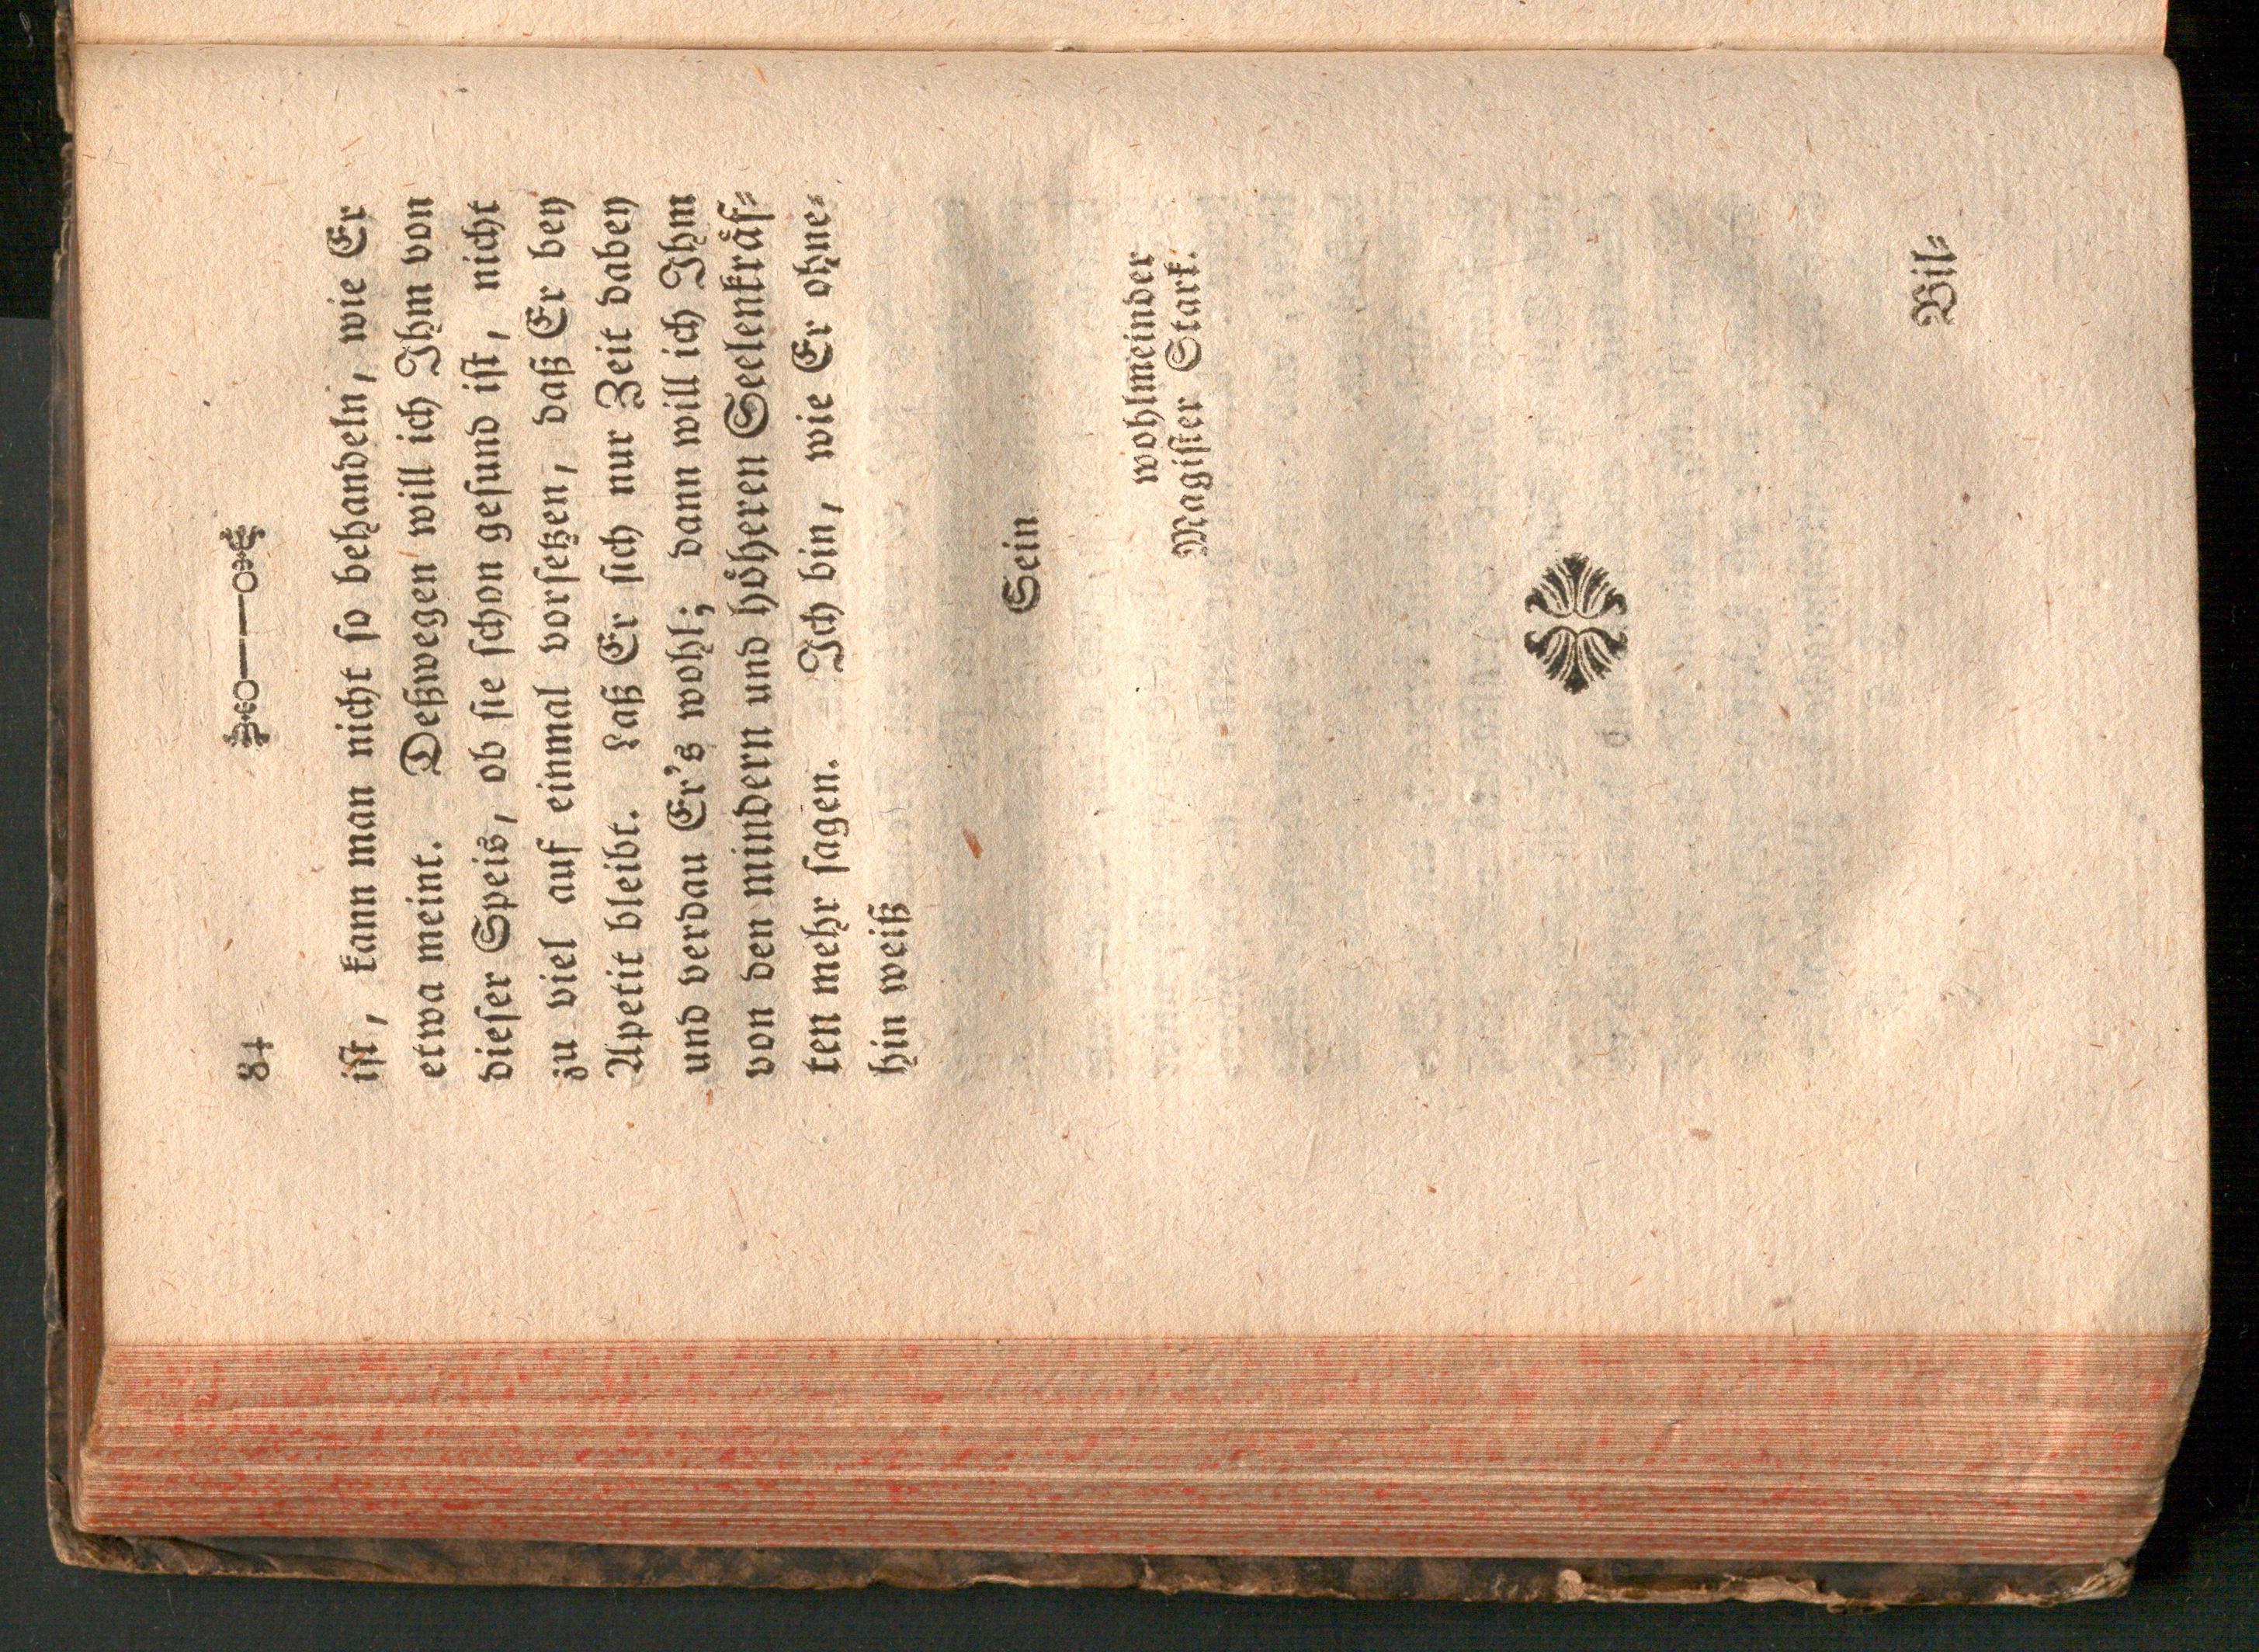 84
ist, kann man nicht so behandeln, wie Er
etwa meint. Deßwegen will ich Ihm von
dieser Speis, ob sie schon gesund ist, nicht
zu viel auf einmal vorsetzen, daß Er bey
Apetit bleibt. Laß Er sich nur Zeit dabey
und verdau Er's wohl; dann will ich Ihm
von den mindern und höheren Seelenkräf⸗
ten mehr sagen. Ich bin, wie Er ohne⸗
hin weiß
Sein
wohlmeinder
Magister Stark.
Bil⸗